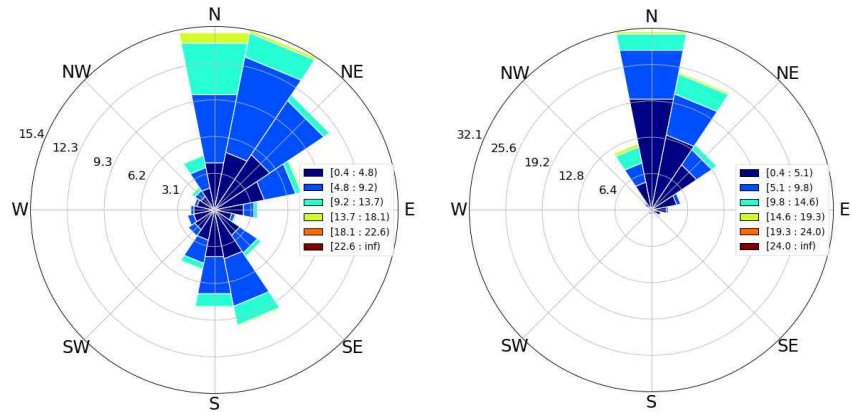 N
NW
NE
15.4
12.3
9.3
6.2
3.1
W
E
[0.4 : 4.8)
[4.8 : 9.2)
[9.2 : 13.7)
[13.7 : 18.1)
[18.1 : 22.6)
[22.6 : inf)
SW
SE
S
N
NW
NE
32.1
25.6
19.2
12.8
6.4
W
E
[0.4 : 5.1)
[5.1 : 9.8)
[9.8 : 14.6)
[14.6 : 19.3)
[19.3 : 24.0)
[24.0 : inf)
SW
SE
S